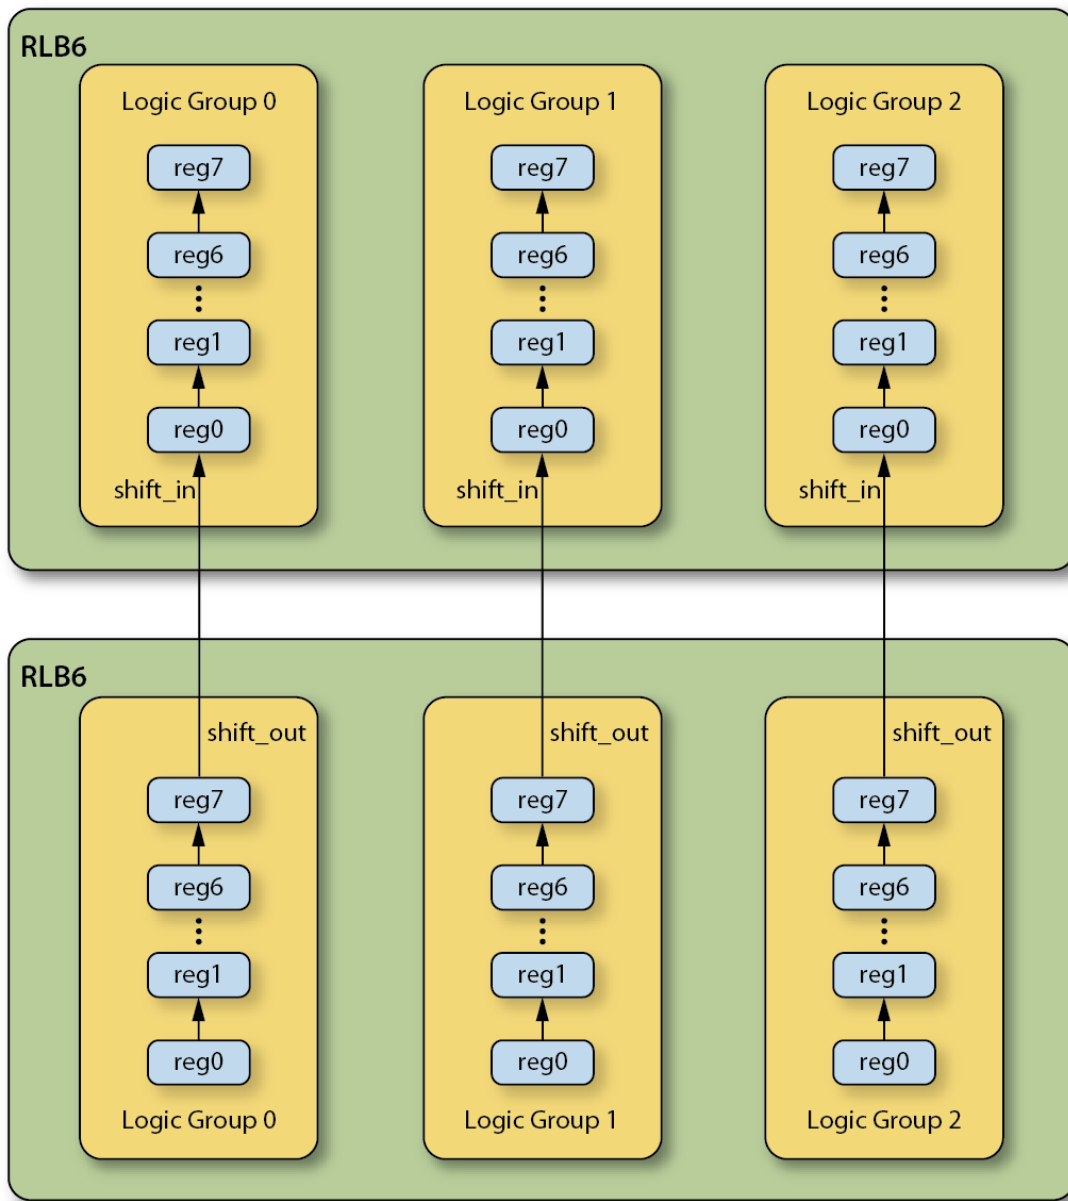 RLB6
Logic Group 0
Logic Group 1
Logic Group 2
reg7
reg7
reg7
reg6
reg6
reg6
reg1
reg1
reg1
reg0
reg0
reg0
shift_in
shift_in
shift_in
RLB6
shift_out
shift_out
shift_out
reg7
reg7
reg7
reg6
reg6
reg6
reg1
reg1
reg1
reg0
reg0
reg0
Logic Group 0
Logic Group 1
Logic Group 2